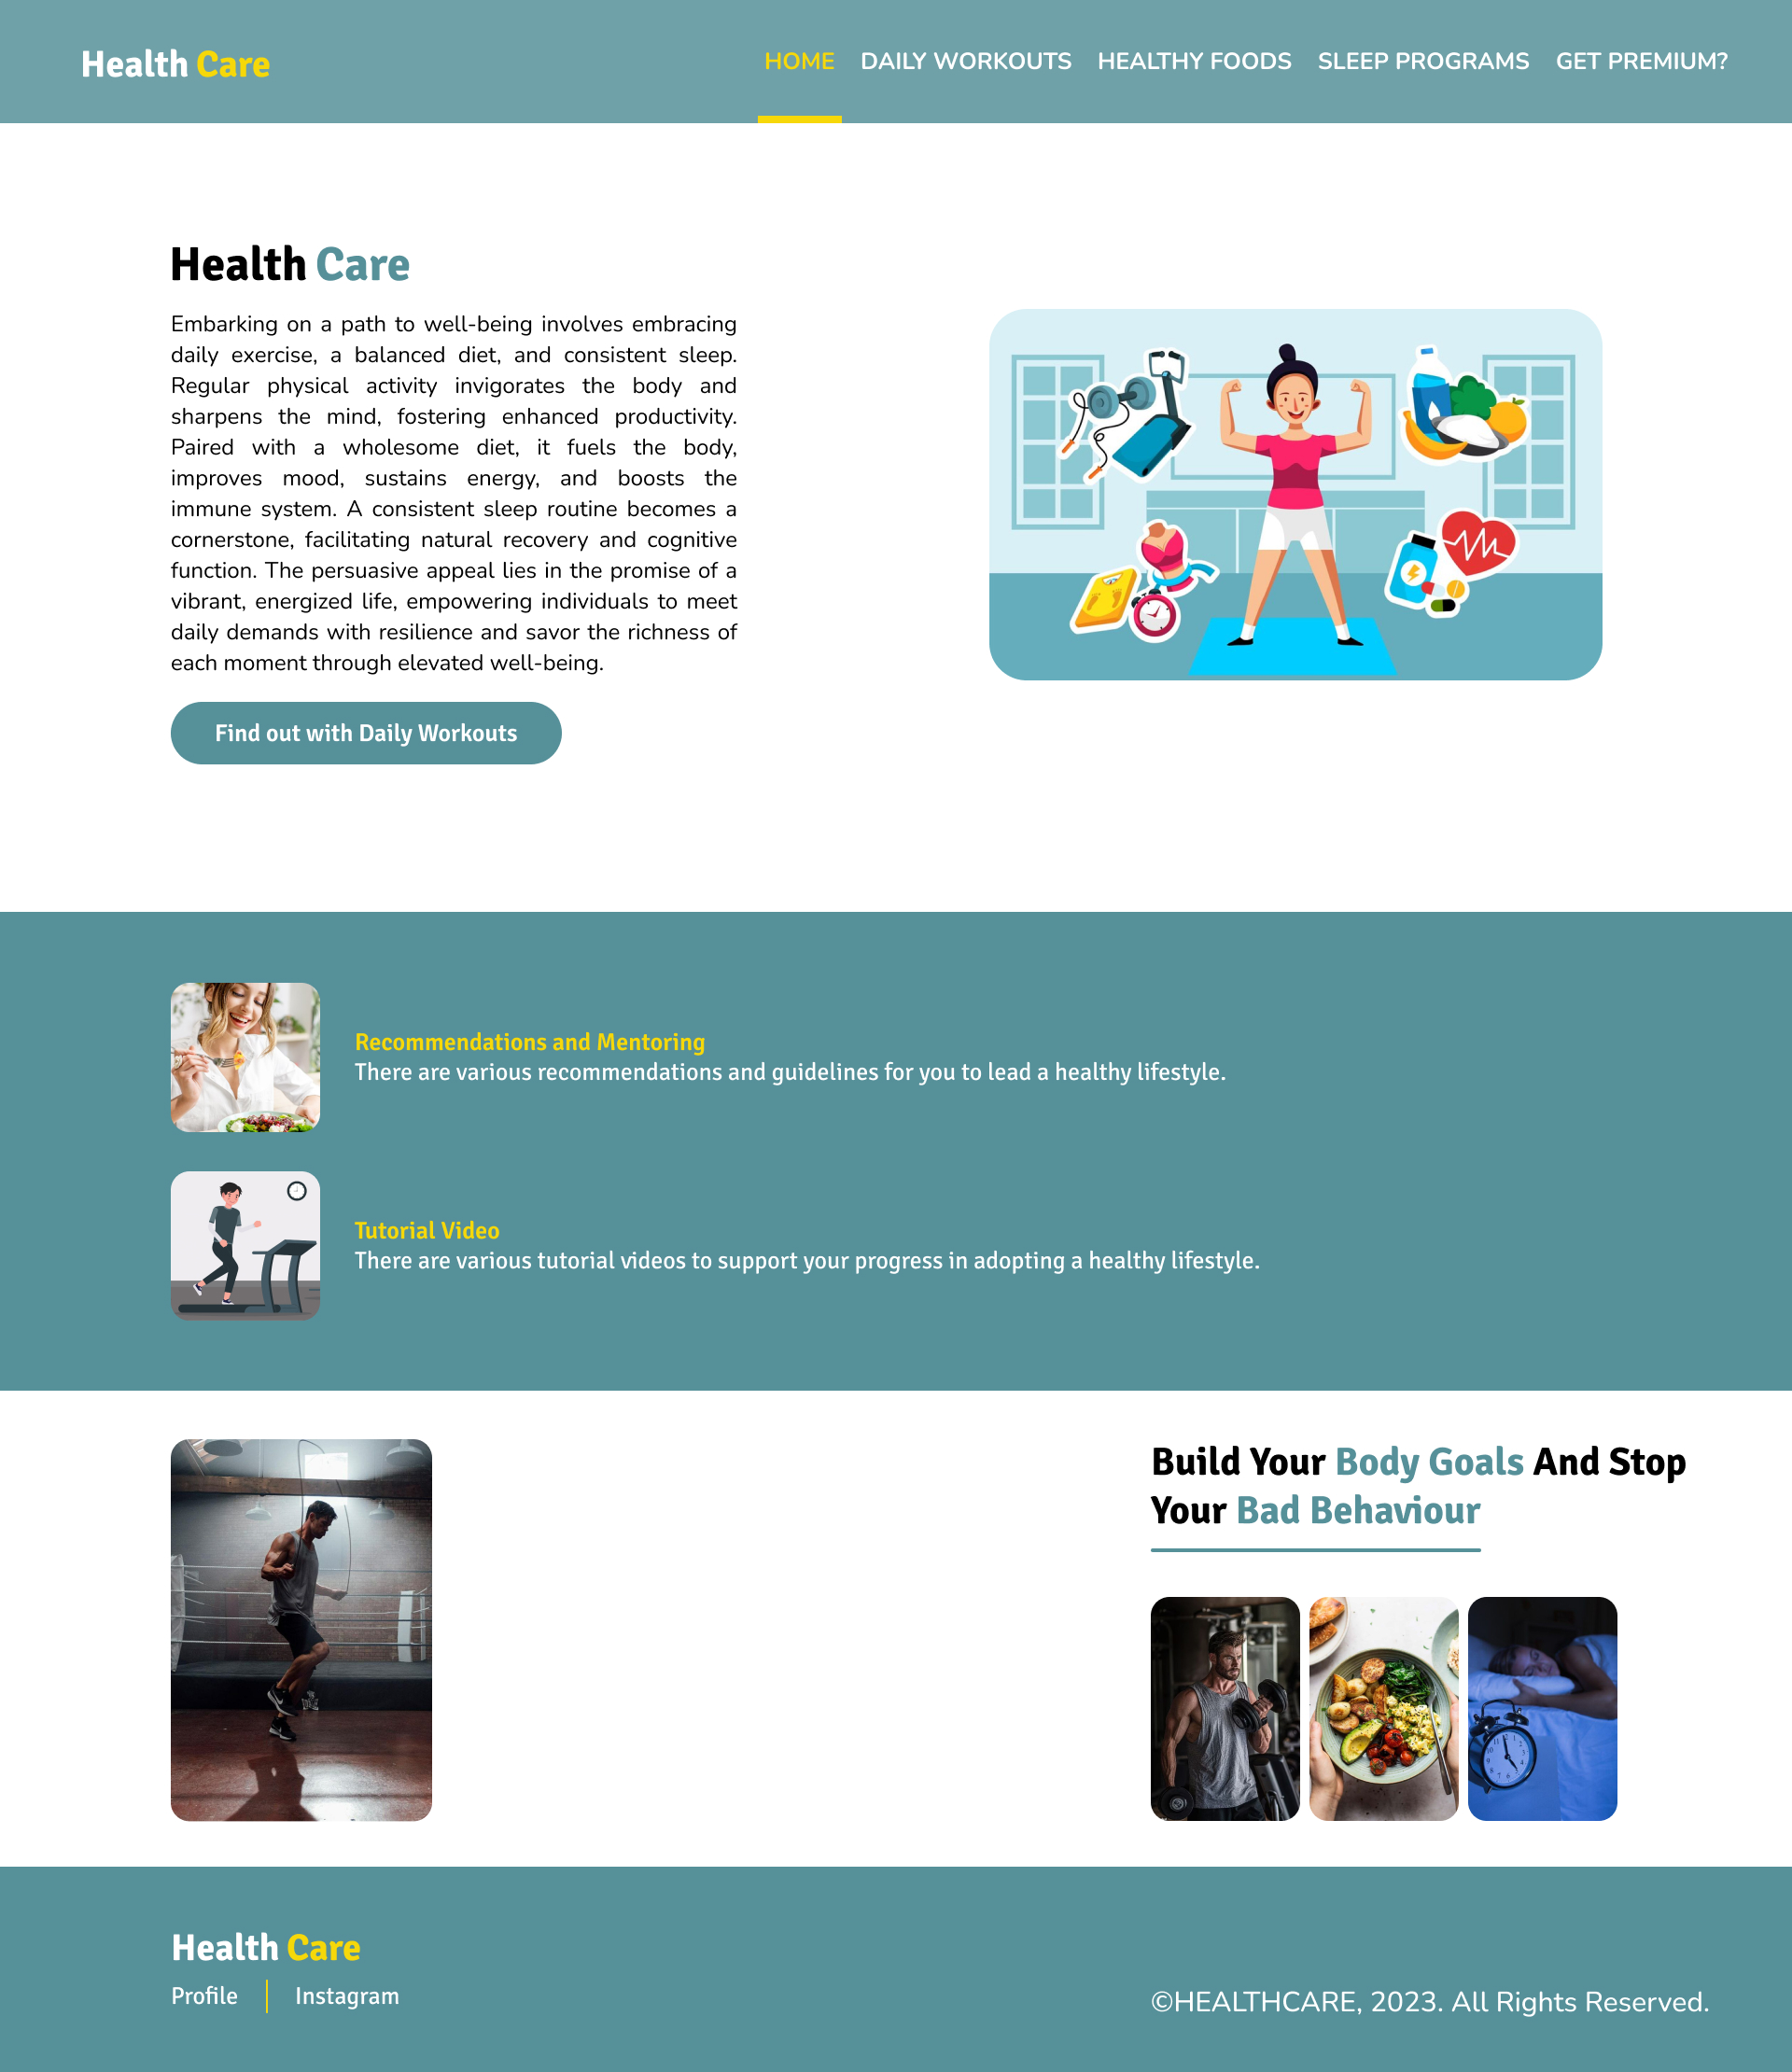 Health Care
HOME DAILY WORKOUTS HEALTHY FOODS SLEEP PROGRAMS GET PREMIUM?
Health Care
Embarking on a path to well-being involves embracing
daily exercise, a balanced diet, and consistent sleep.
Regular physical activity invigorates the body and
sharpens the mind, fostering enhanced productivity.
Paired with a wholesome diet, it fuels the body,
improves mood, sustains energy, and boosts the
immune system. A consistent sleep routine becomes a
cornerstone, facilitating natural recovery and cognitive
function. The persuasive appeal lies in the promise of a
vibrant, energized life, empowering individuals to meet
daily demands with resilience and savor the richness of
each moment through elevated well-being.
Find out with Daily Workouts
Recommendations and Mentoring
There are various recommendations and guidelines for you to lead a healthy lifestyle.
Tutorial Video
There are various tutorial videos to support your progress in adopting a healthy lifestyle.
Build Your Body Goals And Stop
Your Bad Behaviour
Health Care
Profile Instagram
©HEALTHCARE, 2023. All Rights Reserved.